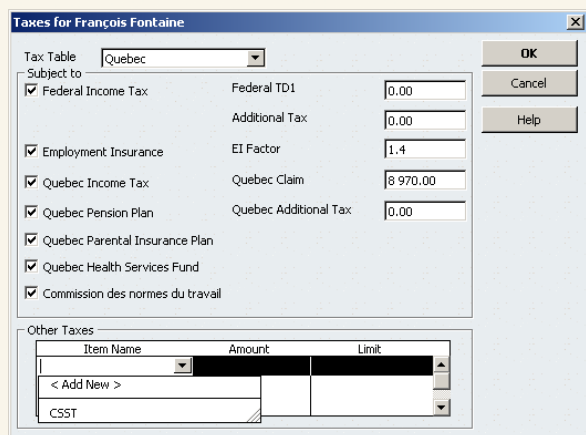 Taxes for François Fontaine
Tax Table Quebec
OK
Subject to
Cancel
Federal Income Tax Federal TD1 0.00
Additional Tax 0.00
Help
Employment Insurance EI Factor 1.4
Quebec Income Tax Quebec Claim 8 970.00
Quebec Pension Plan Quebec Additional Tax 0.00
Quebec Parental Insurance Plan
Quebec Health Services Fund
Commission des normes du travail
Other Taxes
Item Name Amount Limit
< Add New >
CSST